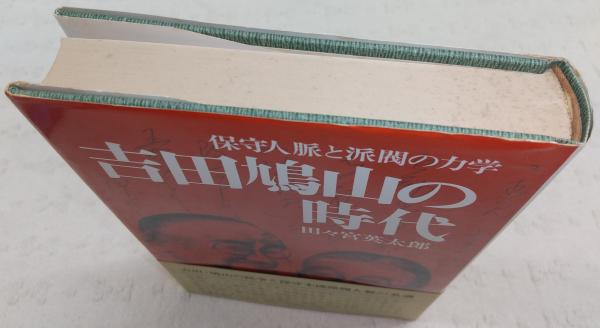 保守人脈と派閥の力学
吉田鳩山の
時代
田々宮英太郎